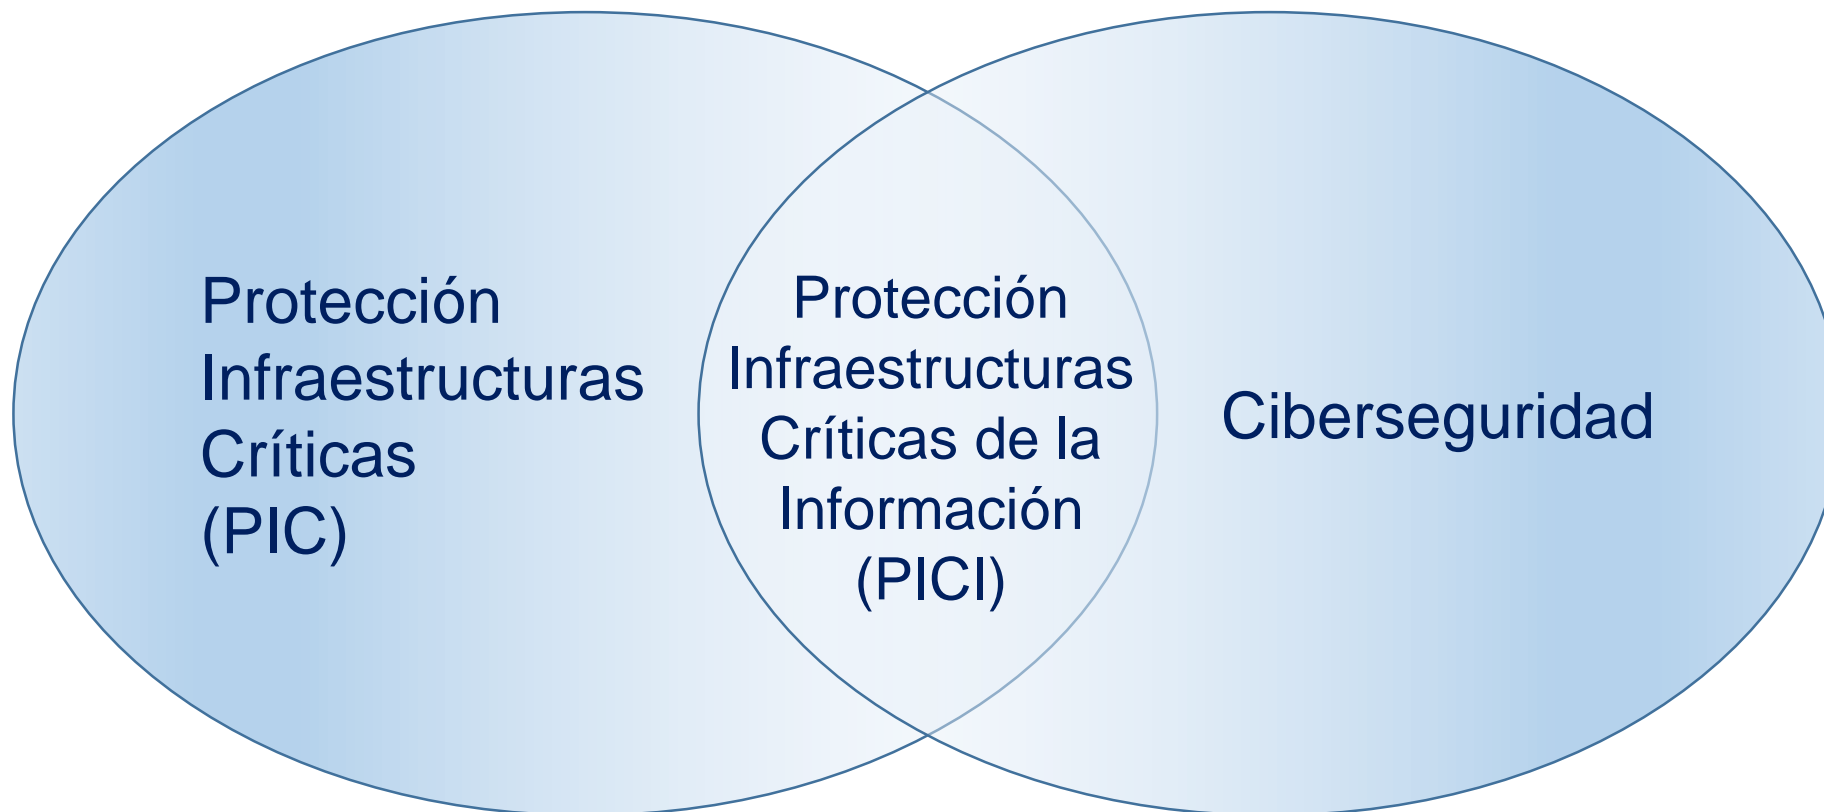 Protección
Infraestructuras
Críticas
(PIC)
Protección
Infraestructuras
Críticas de la
Información
(PICI)
Ciberseguridad